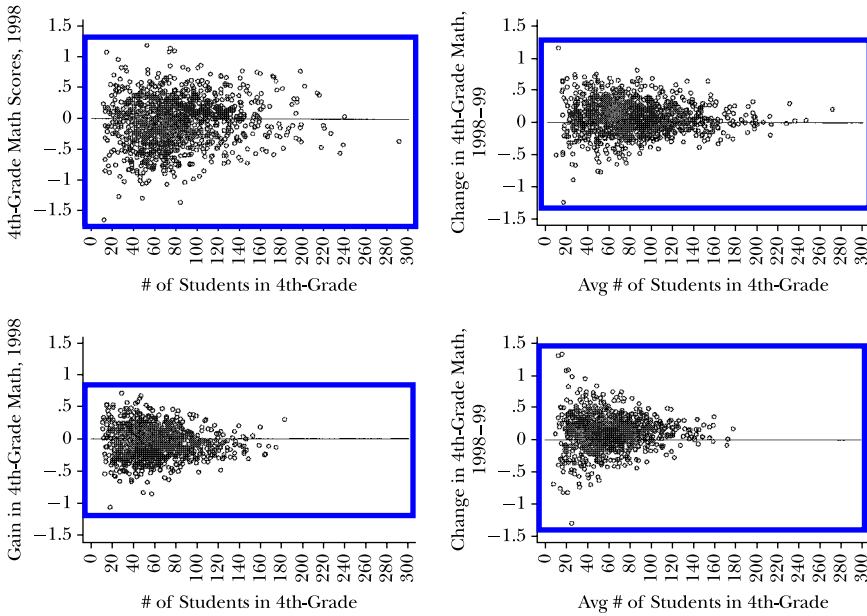 4th-Grade Math Scores, 1998
1.5
1
.5
0
−.5
−1
−1.5
0 20 40 60 80 100 120 140 160 180 200 220 240 260 280 300
# of Students in 4th-Grade
Change in 4th-Grade Math,
1998–99
1.5
1
.5
0
−.5
−1
−1.5
0 20 40 60 80 100 120 140 160 180 200 220 240 260 280 300
Avg # of Students in 4th-Grade
Gain in 4th-Grade Math, 1998
1.5
1
.5
0
−.5
−1
−1.5
0 20 40 60 80 100 120 140 160 180 200 220 240 260 280 300
# of Students in 4th-Grade
Change in 4th-Grade Math,
1998–99
1.5
1
.5
0
−.5
−1
−1.5
0 20 40 60 80 100 120 140 160 180 200 220 240 260 280 300
Avg # of Students in 4th-Grade